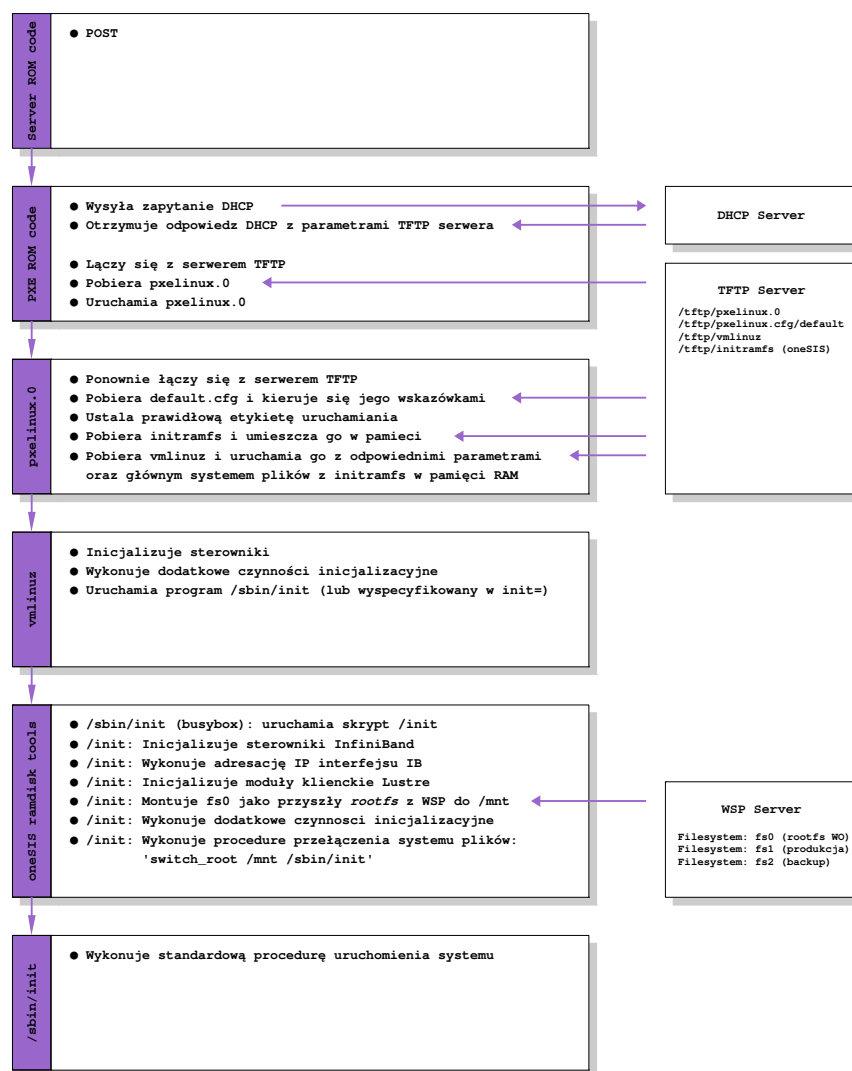 Server ROM code
● POST
PXE ROM code
● Wysyła zapytanie DHCP
● Otrzymuje odpowiedz DHCP z parametrami TFTP serwera
● Lączy się z serwerem TFTP
● Pobiera pxelinux.0
● Uruchamia pxelinux.0
DHCP Server
TFTP Server
/tftp/pxelinux.0
/tftp/pxelinux.cfg/default
/tftp/vmlinuz
/tftp/initramfs (oneSIS)
pxelinux.0
● Ponownie łączy się z serwerem TFTP
● Pobiera default.cfg i kieruje się jego wskazówkami
● Ustala prawidłową etykietę uruchamiania
● Pobiera initramfs i umieszcza go w pamieci
● Pobiera vmlinuz i uruchamia go z odpowiednimi parametrami
oraz głównym systemem plików z initramfs w pamięci RAM
vmlinuz
● Inicjalizuje sterowniki
● Wykonuje dodatkowe czynności inicjalizacyjne
● Uruchamia program /sbin/init (lub wyspecyfikowany w init=)
oneSIS ramdisk tools
● /sbin/init (busybox): uruchamia skrypt /init
● /init: Inicjalizuje sterowniki InfiniBand
● /init: Wykonuje adresację IP interfejsu IB
● /init: Inicjalizuje moduły klienckie Lustre
● /init: Montuje fs0 jako przyszły rootfs z WSP do /mnt
● /init: Wykonuje dodatkowe czynnosci inicjalizacyjne
● /init: Wykonuje procedure przełączenia systemu plików:
'switch_root /mnt /sbin/init'
WSP Server
Filesystem: fs0 (rootfs WO)
Filesystem: fs1 (produkcja)
Filesystem: fs2 (backup)
/sbin/init
● Wykonuje standardową procedurę uruchomienia systemu